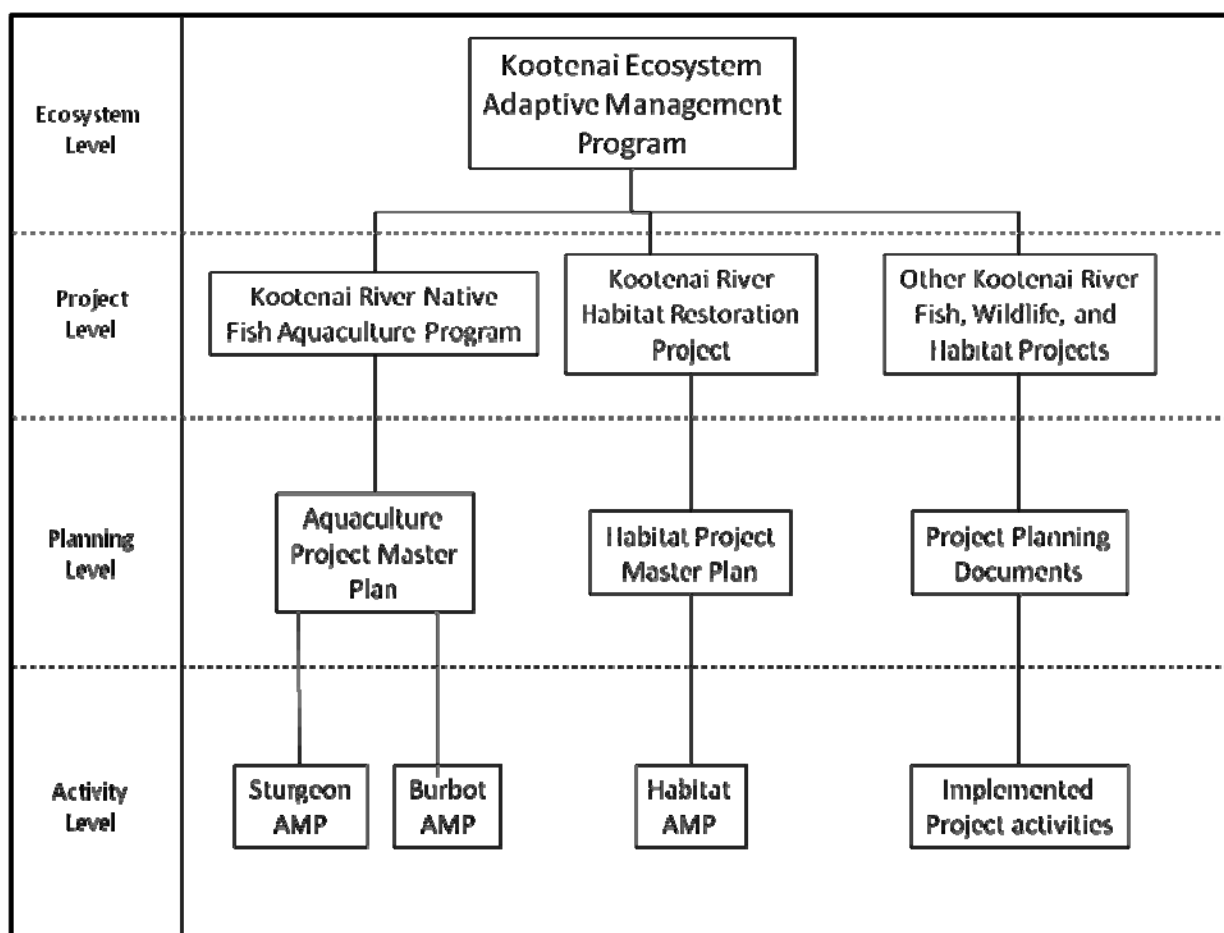 Ecosystem
Level
Kootenai Ecosystem
Adaptive Management
Program
Project
Level
Kootenai River Native
Fish Aquaculture Program
Kootenai River
Habitat Restoration
Project
Other Kootenai River
Fish, Wildlife, and
Habitat Projects
Planning
Level
Aquaculture
Project Master
Plan
Habitat Project
Master Plan
Project Planning
Documents
Activity
Level
Sturgeon
AMP
Burbot
AMP
Habitat
AMP
Implemented
Project activities